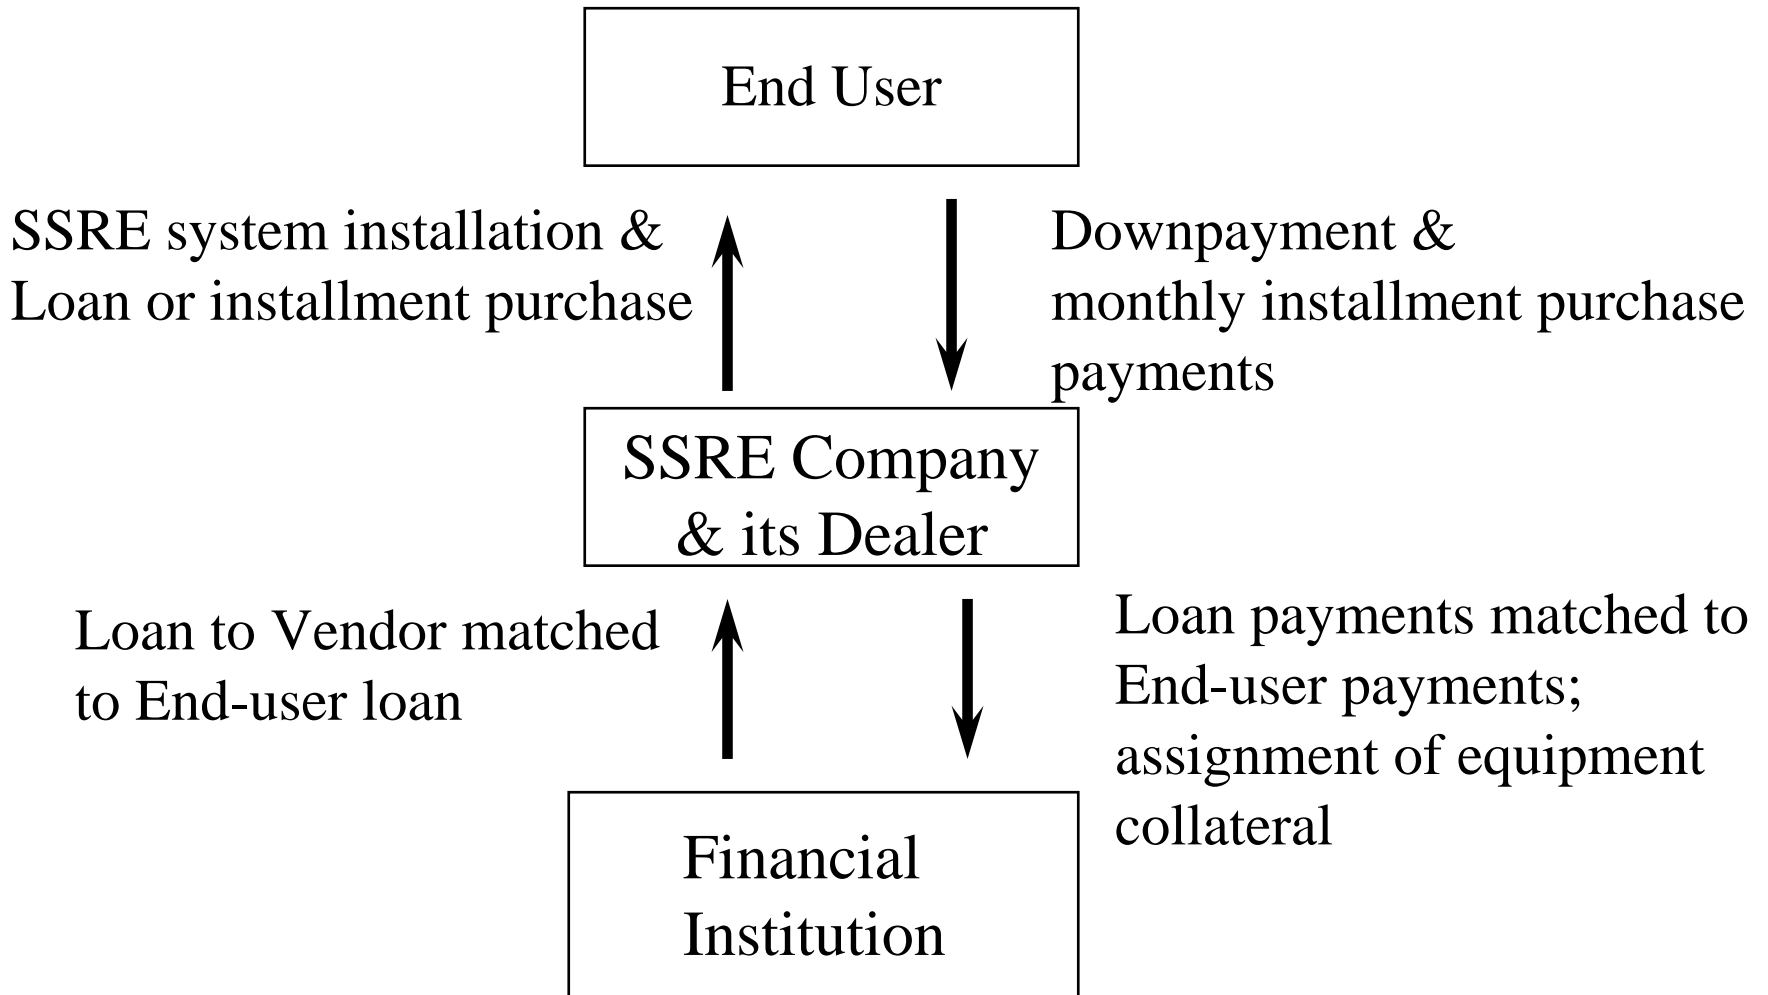 End User
SSRE system installation &
Loan or installment purchase
Downpayment &
monthly installment purchase
payments
SSRE Company
& its Dealer
Loan to Vendor matched
to End-user loan
Loan payments matched to
End-user payments;
assignment of equipment
collateral
Financial
Institution